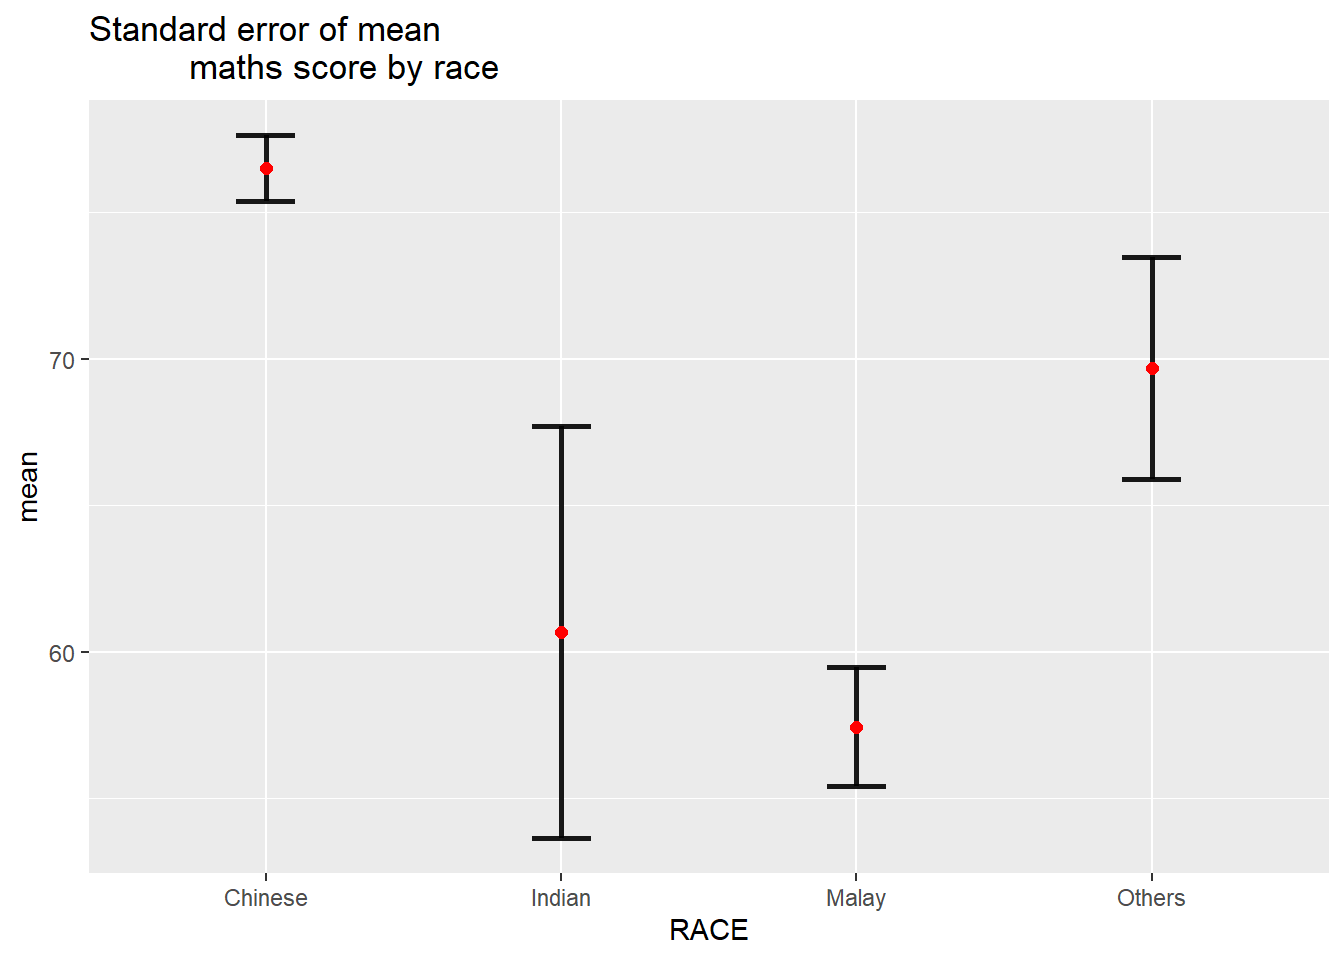 Standard error of mean
maths score by race
mean
70
60
Chinese
Indian
Malay
Others
RACE